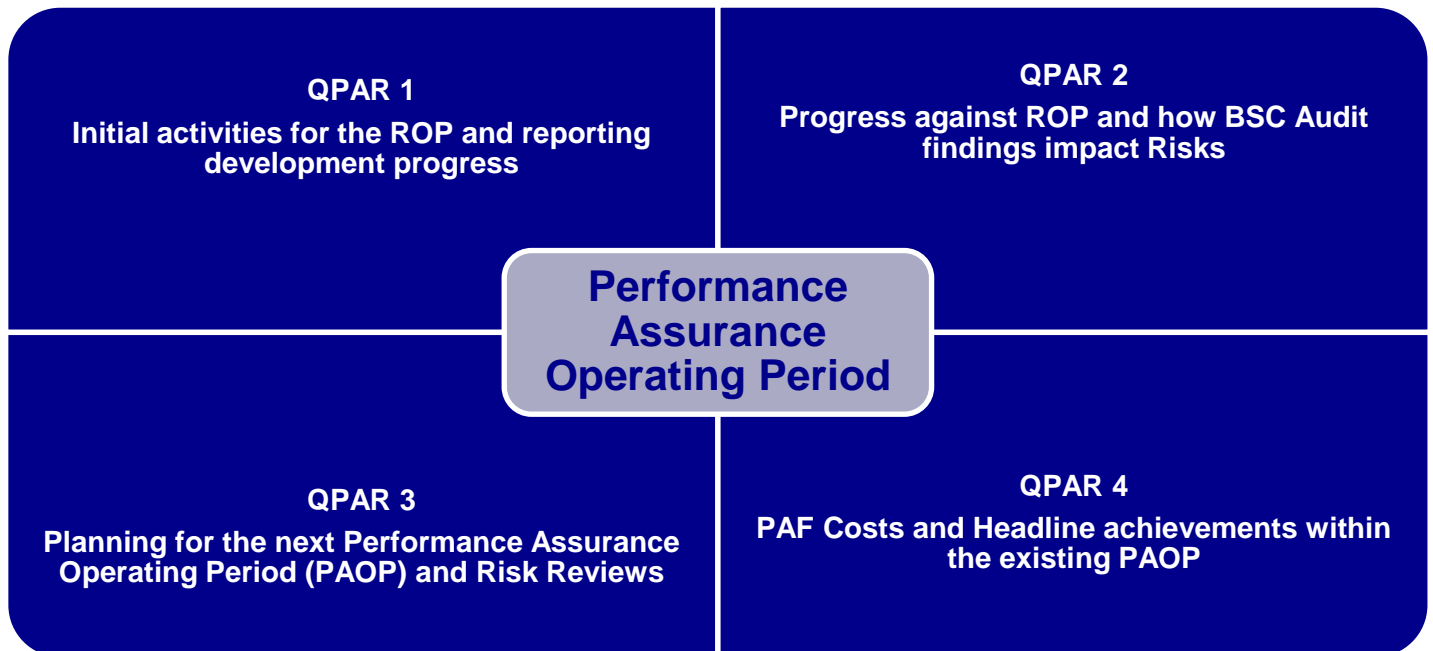 QPAR 1
Initial activities for the ROP and reporting
development progress
QPAR 2
Progress against ROP and how BSC Audit
findings impact Risks
Performance
Assurance
Operating Period
QPAR 3
Planning for the next Performance Assurance
Operating Period (PAOP) and Risk Reviews
QPAR 4
PAF Costs and Headline achievements within
the existing PAOP